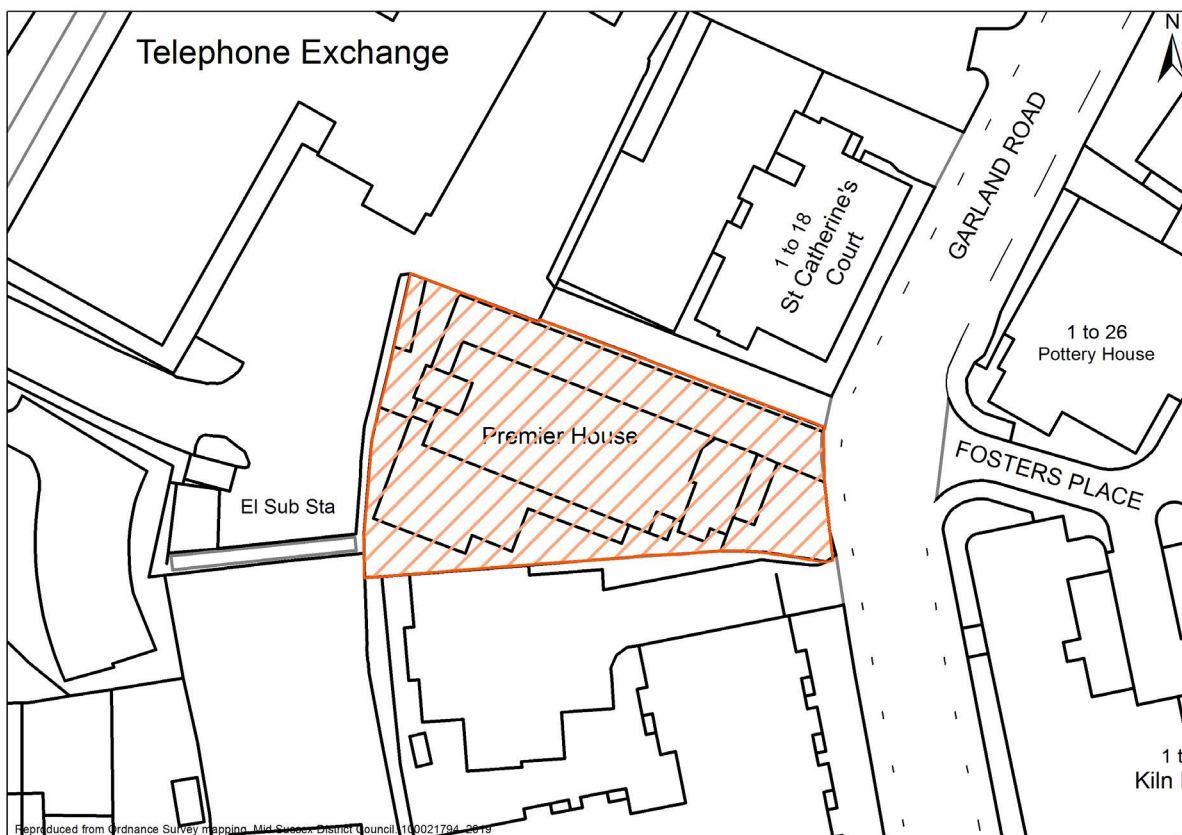 Telephone Exchange
N
GARLAND ROAD
1 to 18
St Catherine's
Court
1 to 26
Pottery House
Premier House
FOSTERS PLACE
El Sub Sta
1 t
Kiln
Reproduced from Ordnance Survey mapping. Mid Sussex District Council. 100021794. 2019